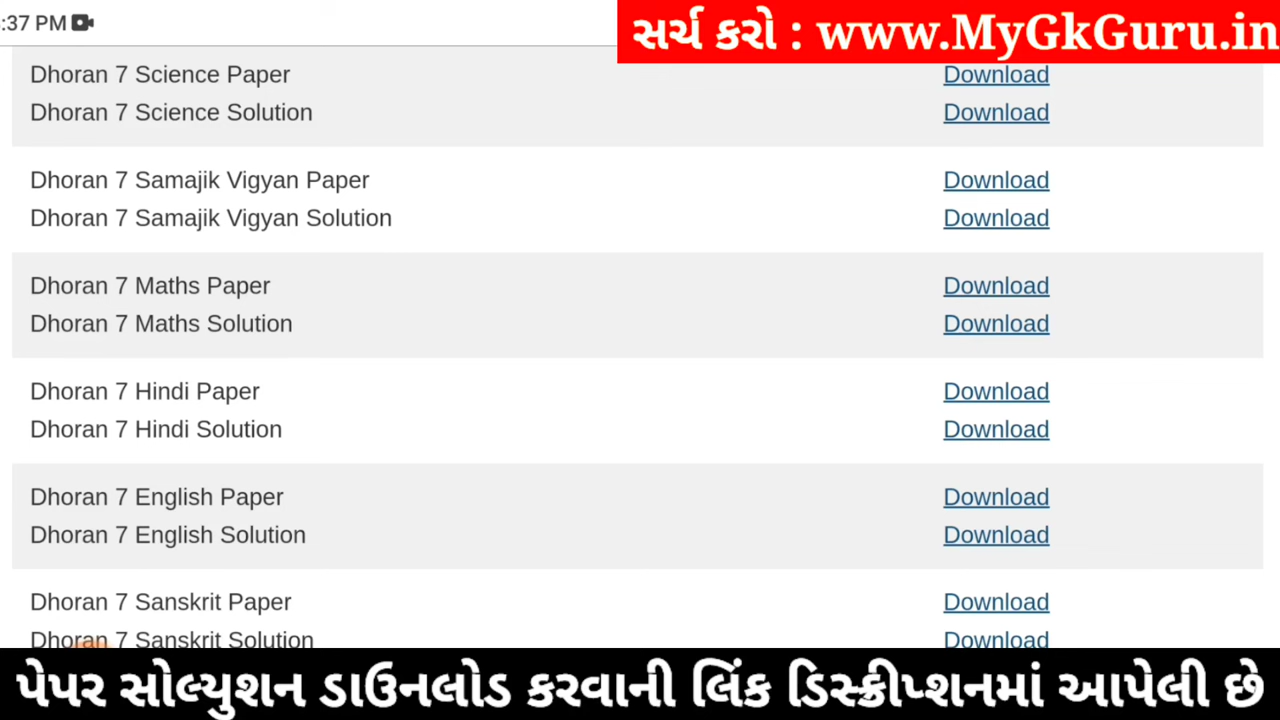 :37 PM
સર્ચ કરો : www.MyGkGuru.in
Dhoran 7 Science Paper Download
Dhoran 7 Science Solution Download
Dhoran 7 Samajik Vigyan Paper Download
Dhoran 7 Samajik Vigyan Solution Download
Dhoran 7 Maths Paper Download
Dhoran 7 Maths Solution Download
Dhoran 7 Hindi Paper Download
Dhoran 7 Hindi Solution Download
Dhoran 7 English Paper Download
Dhoran 7 English Solution Download
Dhoran 7 Sanskrit Paper Download
Dhoran 7 Sanskrit Solution Download
પેપર સોલ્યુશન ડાઉનલોડ કરવાની લિંક ડિસ્ક્રીપ્શનમાં આપેલી છે